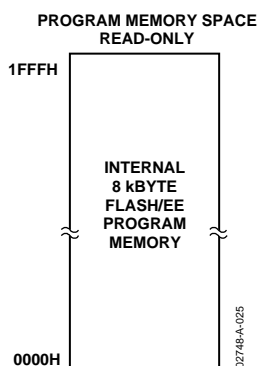 PROGRAM MEMORY SPACE
READ-ONLY
1FFFH
INTERNAL
8 kBYTE
FLASH/EE
PROGRAM
MEMORY
0000H
02748-A-025